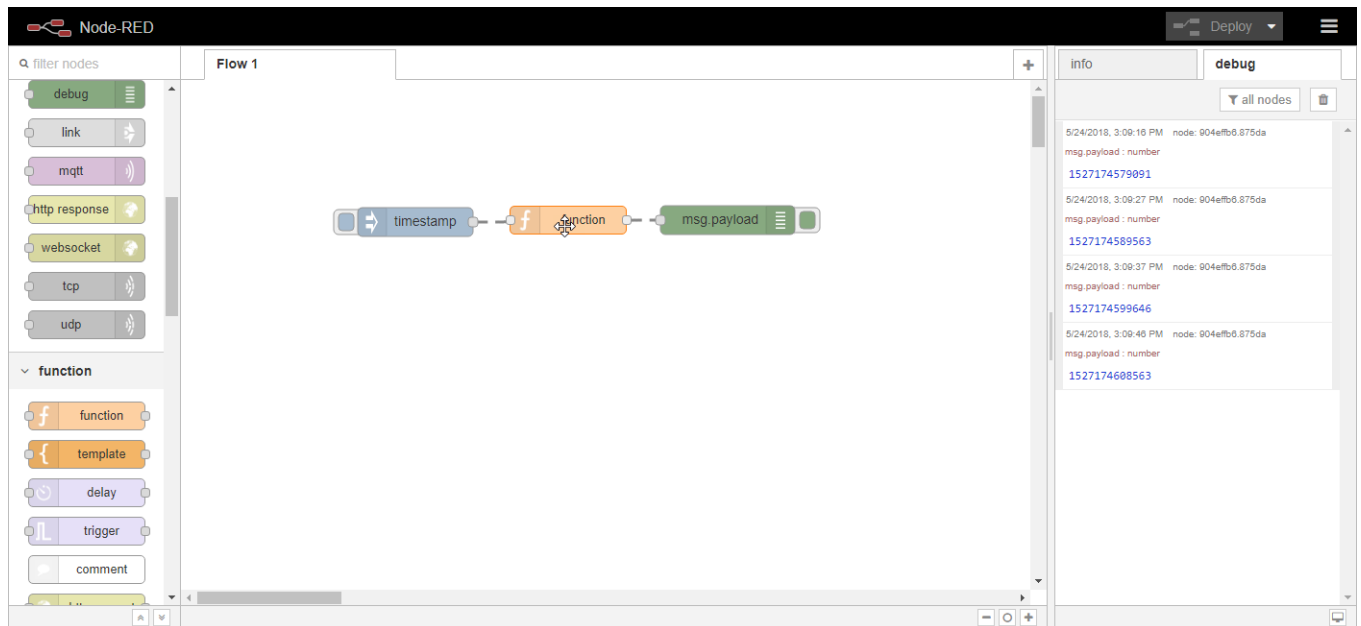 Node-RED
Deploy
filter nodes
Flow 1
info
debug
all nodes
debug
link
mqtt
http response
websocket
tcp
udp
function
function
template
delay
trigger
comment
timestamp
function
msg.payload
5/24/2018, 3:09:16 PM node: 904effb6.875da
msg.payload : number
1527174579091
5/24/2018, 3:09:27 PM node: 904effb6.875da
msg.payload : number
1527174589563
5/24/2018, 3:09:37 PM node: 904effb6.875da
msg.payload : number
1527174599646
5/24/2018, 3:09:46 PM node: 904effb6.875da
msg.payload : number
1527174608563